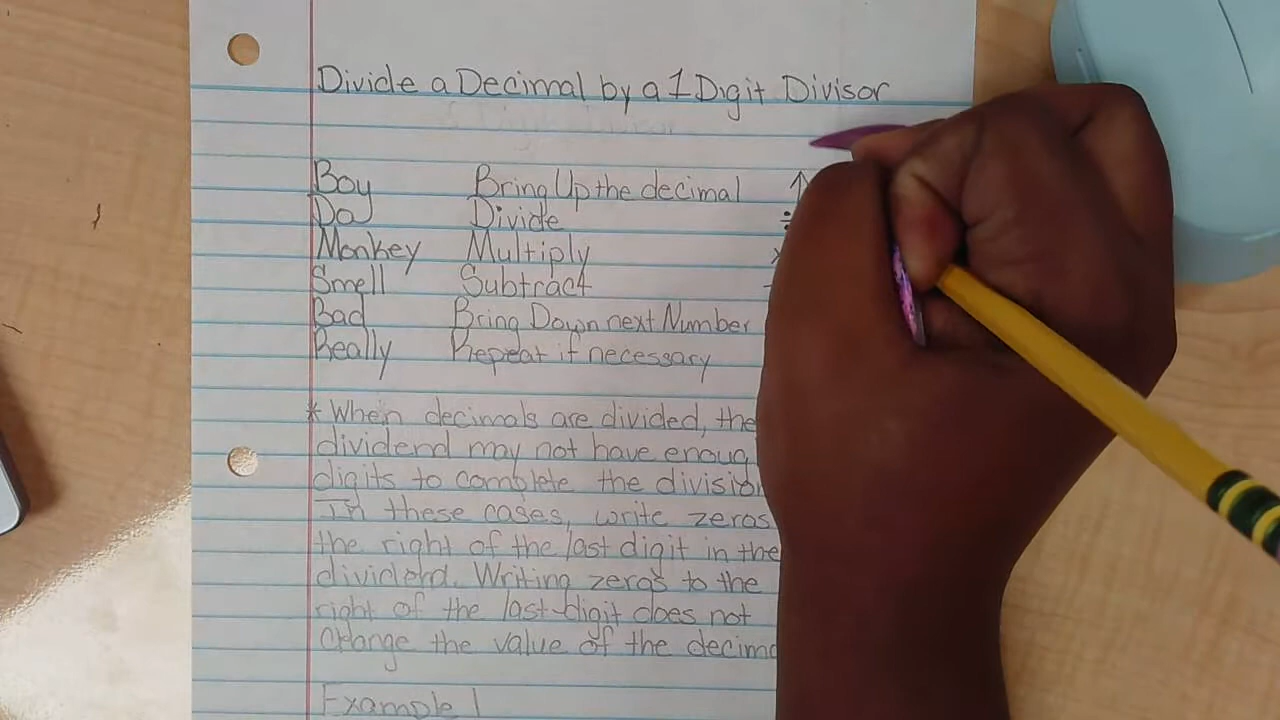 Divide a Decimal by a 1 Digit Divisor
Boy Bring Up the decimal ↑
Do Divide ÷
Monkey Multiply
Smell Subtract
Bad Bring Down next Number
Really Repeat if necessary
* When decimals are divided, the
dividend may not have enoug
digits to complete the division
In these cases, write zeros
the right of the last digit in the
dividend. Writing zeros to the
right of the last digit does not
change the value of the decima
Example 1